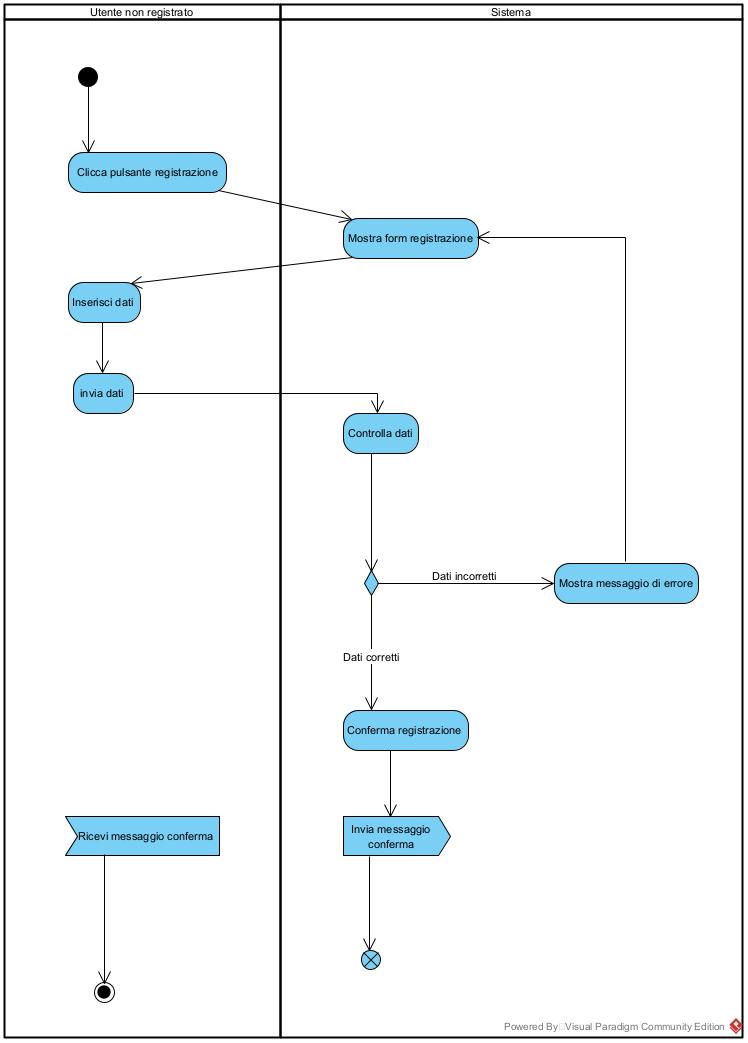 Utente non registrato
Sistema
Clicca pulsante registrazione
Mostra form registrazione
Inserisci dati
invia dati
Controlla dati
Dati incorretti
Mostra messaggio di errore
Dati corretti
Conferma registrazione
Ricevi messaggio conferma
Invia messaggio
conferma
Powered By Visual Paradigm Community Edition